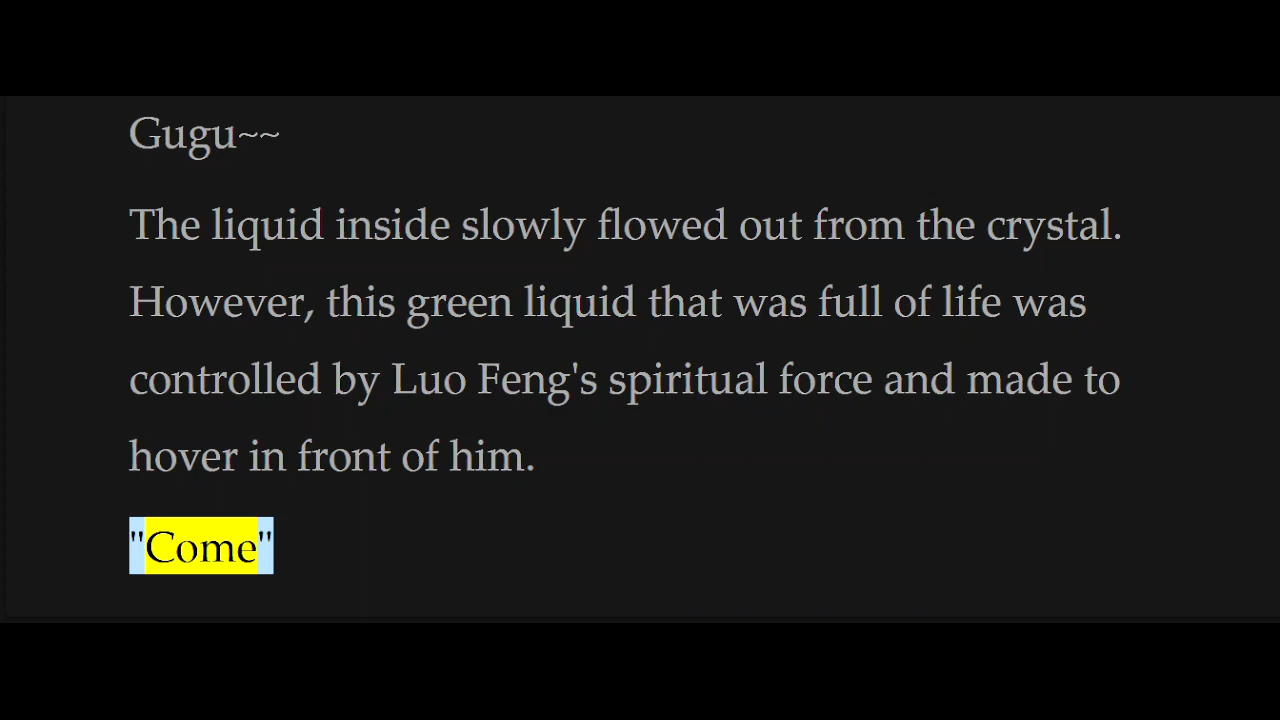 Gugu~~
The liquid inside slowly flowed out from the crystal.
However, this green liquid that was full of life was
controlled by Luo Feng's spiritual force and made to
hover in front of him.
"Come"